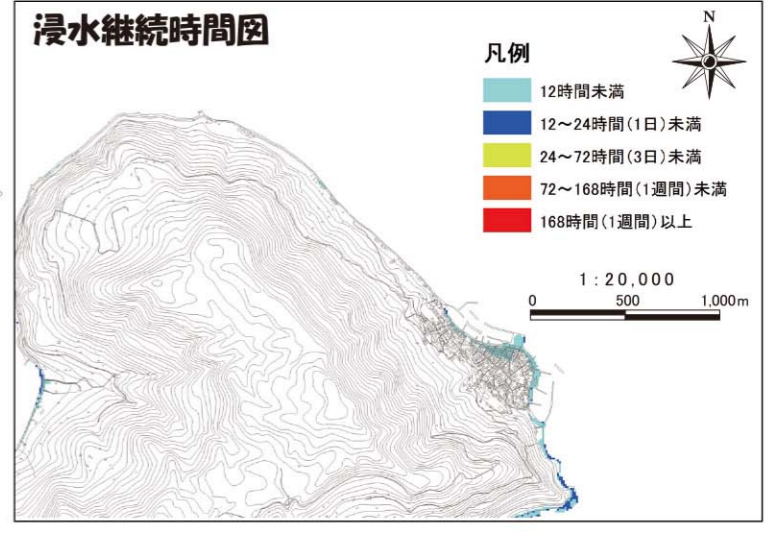 浸水継続時間図
N
凡例
12時間未満
12～24時間(1日)未満
24～72時間(3日)未満
72～168時間(1週間)未満
168時間(1週間)以上
1:20,000
0 500 1,000m